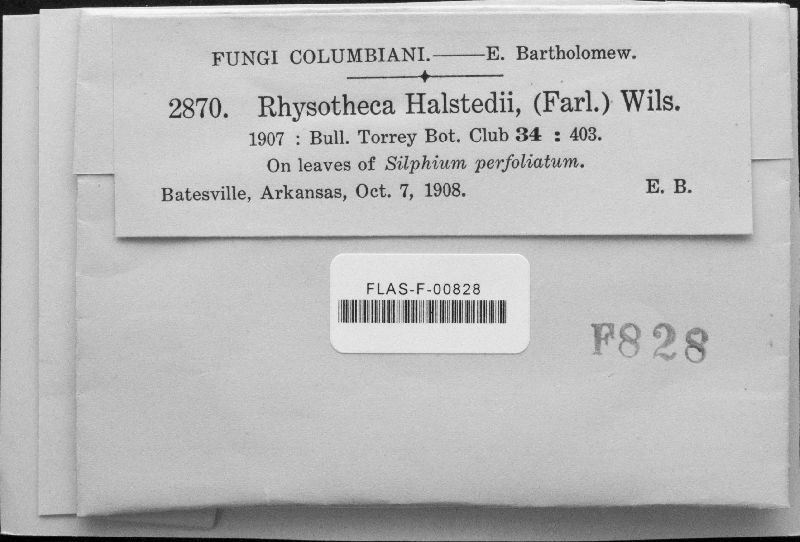 FUNGI COLUMBIANI.——E. Bartholomew.
2870. Rhysotheca Halstedii, (Farl.) Wils.
1907 : Bull. Torrey Bot. Club 34 : 403.
On leaves of Silphium perfoliatum.
Batesville, Arkansas, Oct. 7, 1908. E. B.
FLAS-F-00828
F828